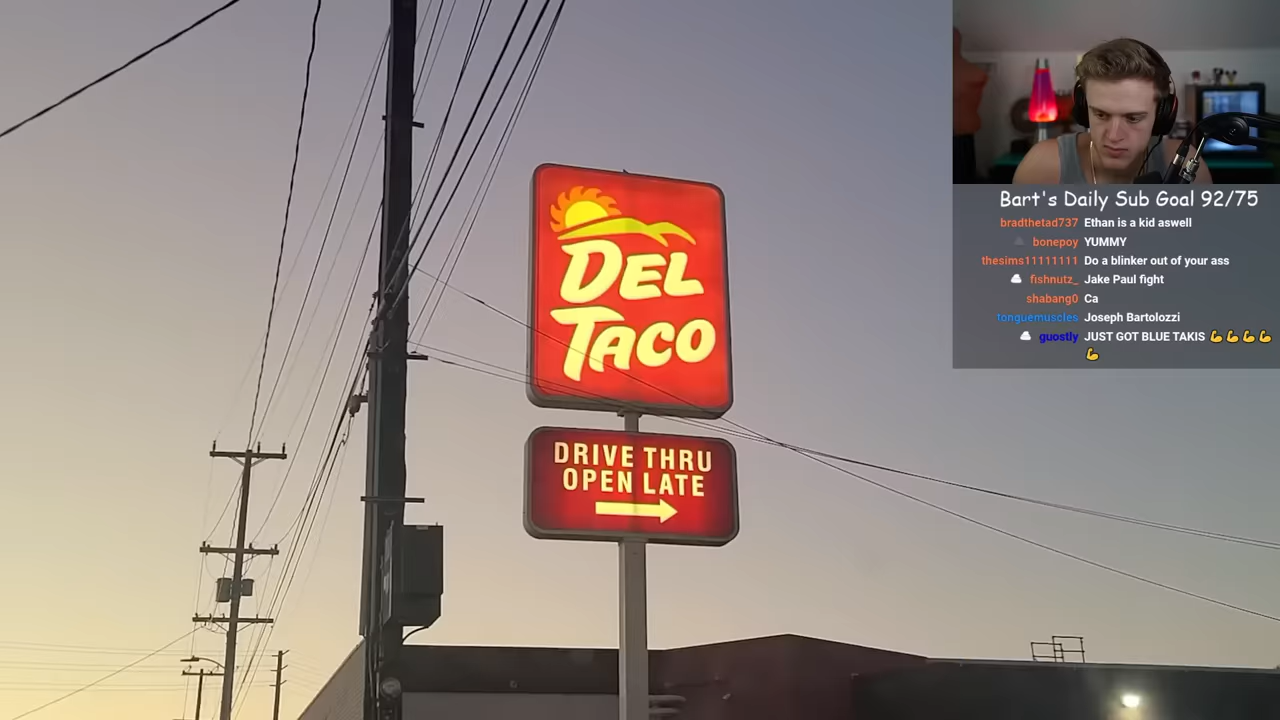 DEL
TACO
DRIVE THRU
OPEN LATE
Bart's Daily Sub Goal 92/75
bradthetad737 Ethan is a kid aswell
bonepoy YUMMY
thesims11111111 Do a blinker out of your ass
fishnutz_ Jake Paul fight
shabang0 Ca
Tonguemuscles Joseph Bartolozzi
guostly JUST GOT BLUE TAKIS 💪💪💪💪
💪